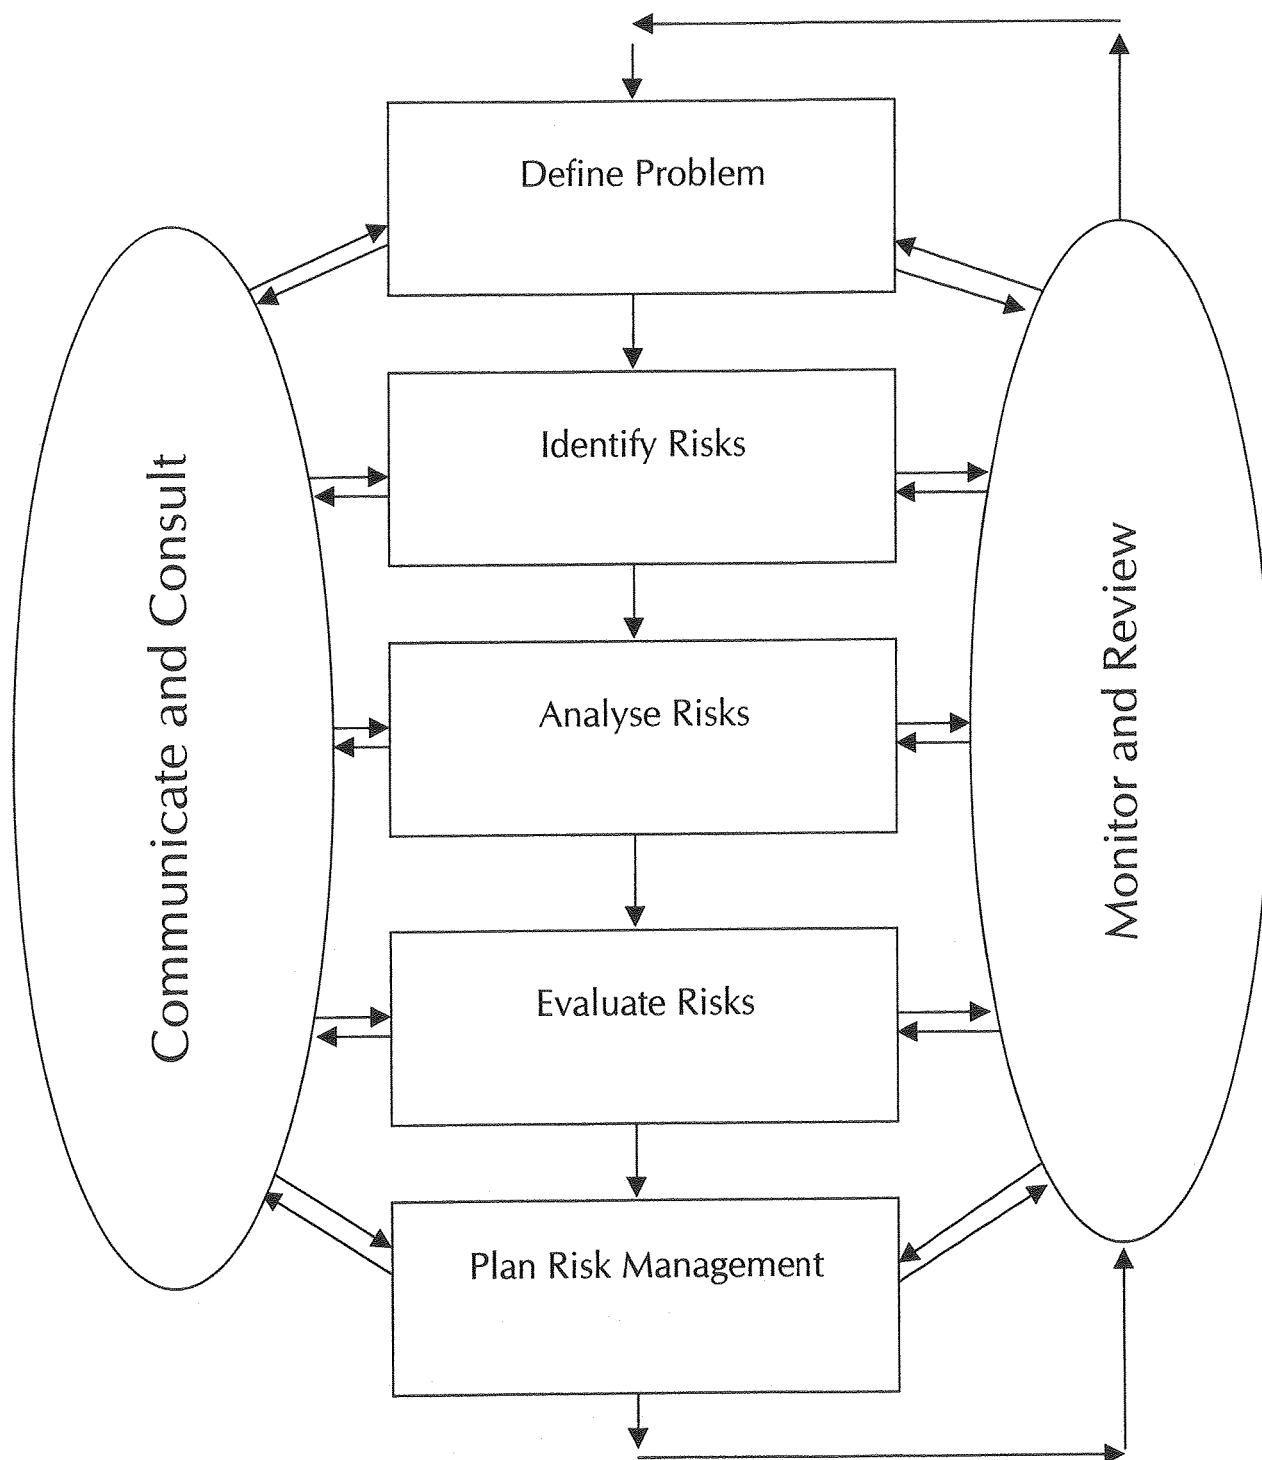 Define Problem
Identify Risks
Analyse Risks
Evaluate Risks
Plan Risk Management
Communicate and Consult
Monitor and Review